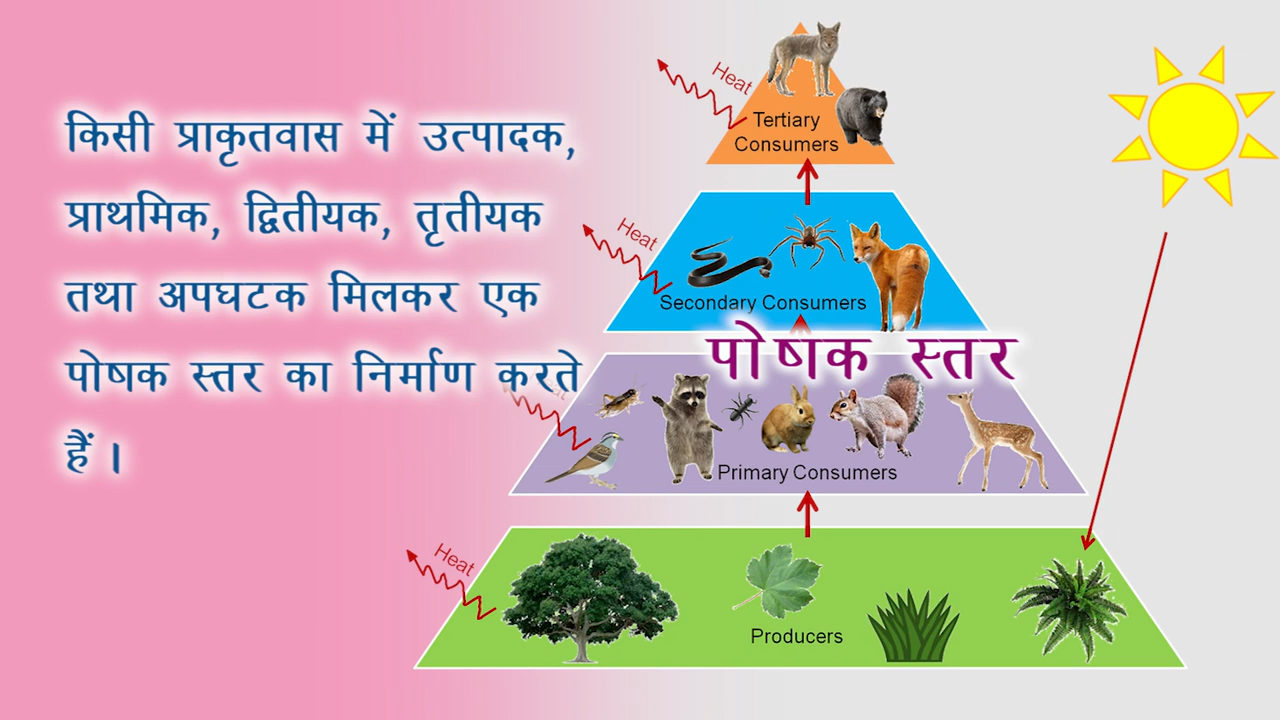 किसी प्राकृतवास में उत्पादक,
प्राथमिक, द्वितीयक, तृतीयक
तथा अपघटक मिलकर एक
पोषक स्तर का निर्माण करते
हैं ।
Heat
Tertiary
Consumers
Heat
Secondary Consumers
पोषक स्तर
Primary Consumers
Heat
Producers